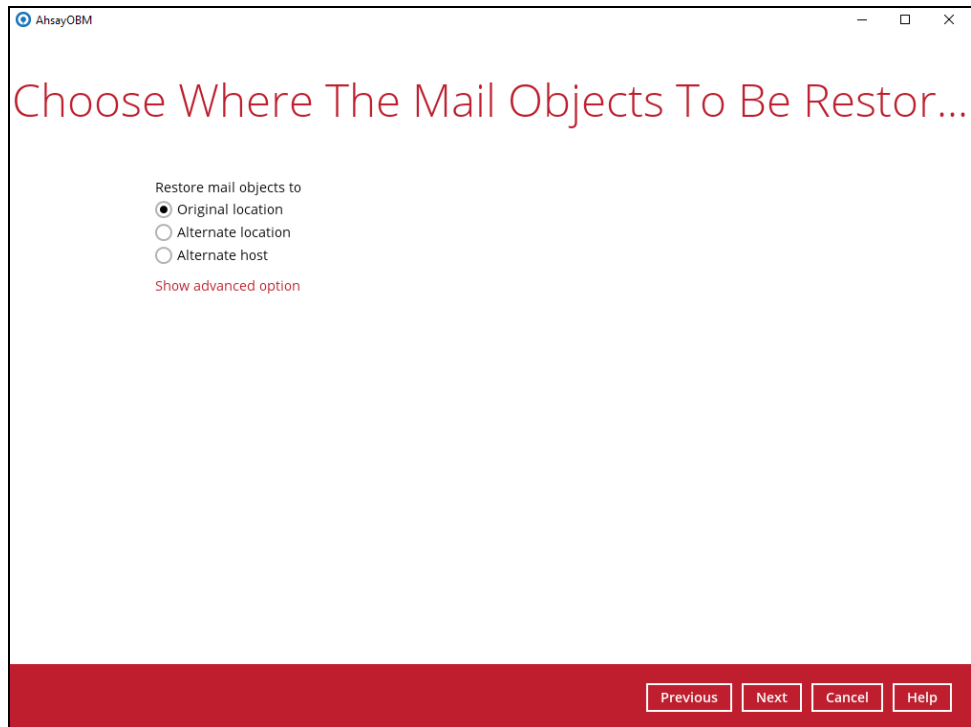 AhsayOBM
Choose Where The Mail Objects To Be Restor...
Restore mail objects to
Original location
Alternate location
Alternate host
Show advanced option
Previous Next Cancel Help